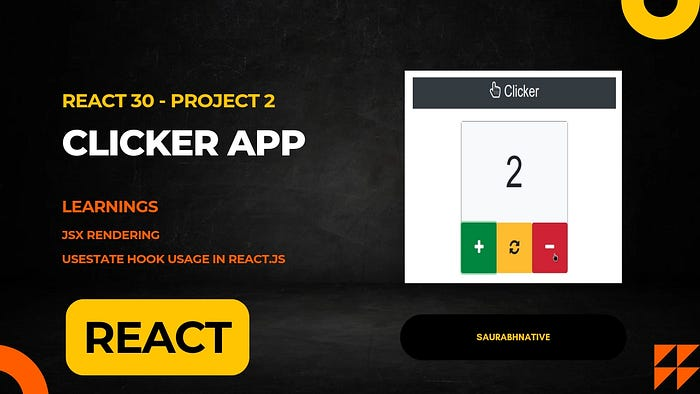 REACT 30 - PROJECT 2
CLICKER APP
LEARNINGS
JSX RENDERING
USESTATE HOOK USAGE IN REACT.JS
REACT
Clicker
2
+
-
SAURABHNATIVE